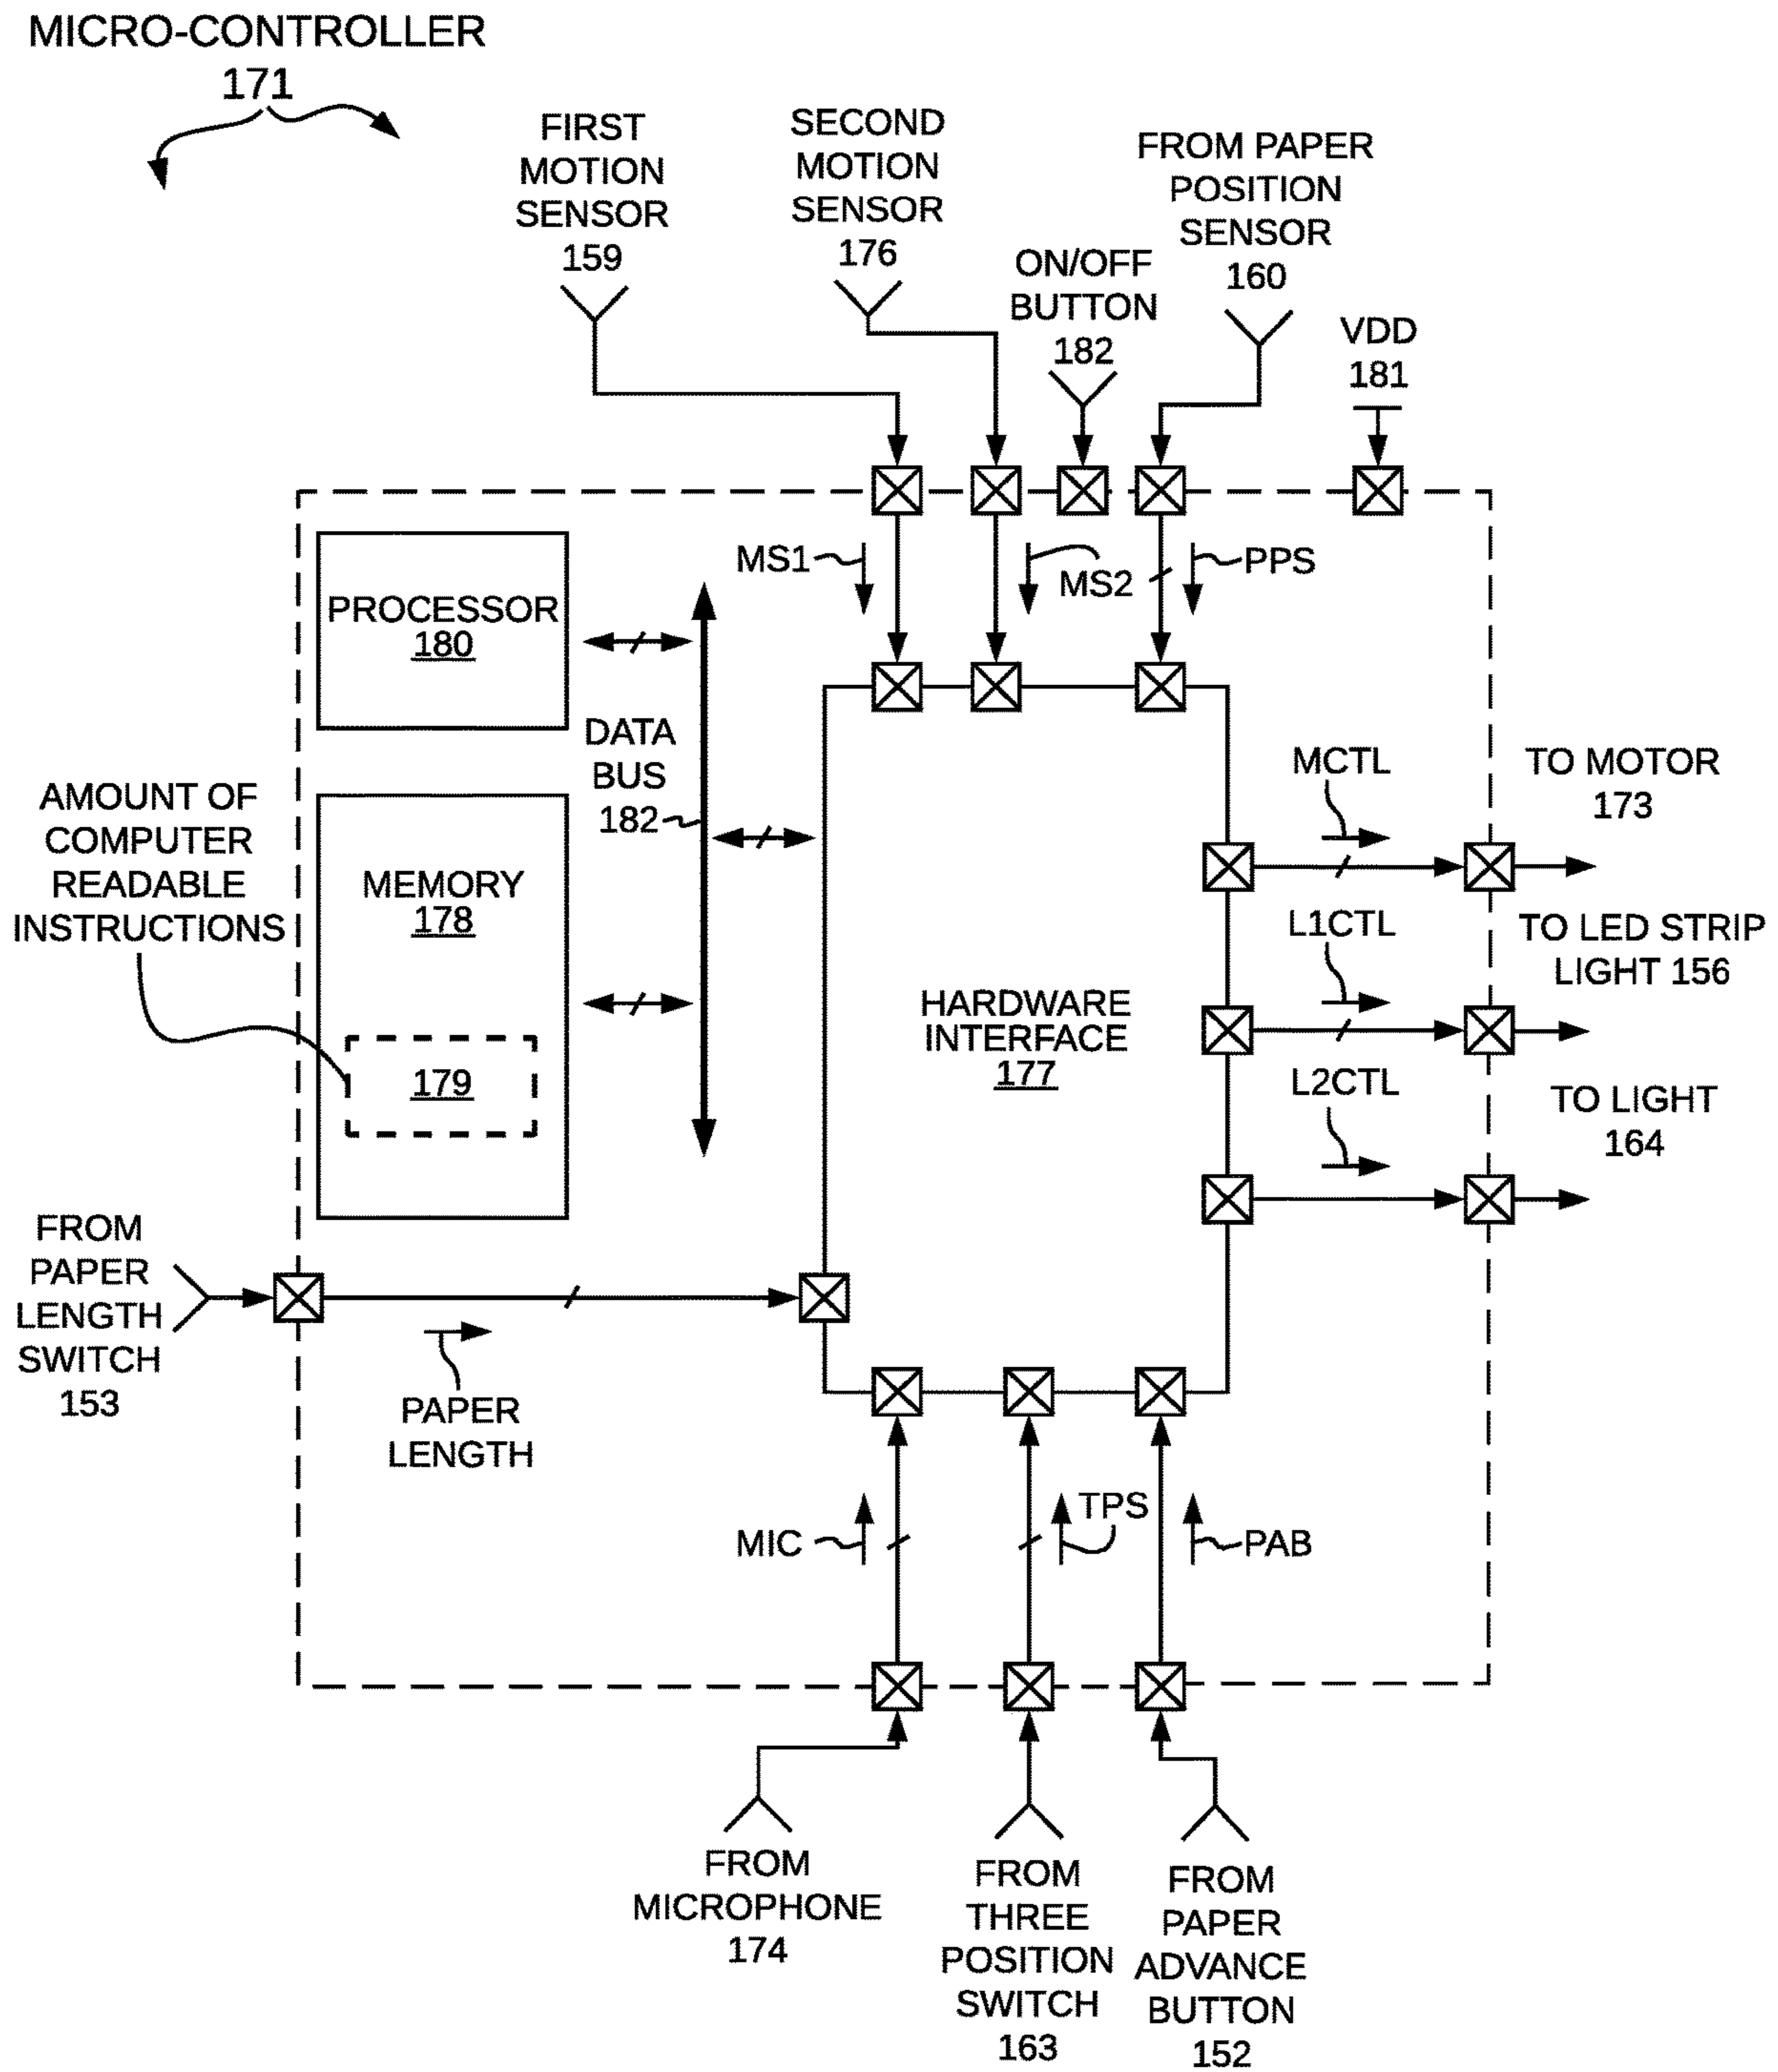 MICRO-CONTROLLER
171
FIRST
MOTION
SENSOR
159
SECOND
MOTION
SENSOR
176
ON/OFF
BUTTON
182
FROM PAPER
POSITION
SENSOR
160
VDD
181
MS1
MS2
PPS
PROCESSOR
180
DATA
BUS
182
AMOUNT OF
COMPUTER
READABLE
INSTRUCTIONS
MEMORY
178
179
HARDWARE
INTERFACE
177
MCTL
TO MOTOR
173
L1CTL
TO LED STRIP
LIGHT 156
L2CTL
TO LIGHT
164
FROM
PAPER
LENGTH
SWITCH
153
PAPER
LENGTH
MIC
TPS
PAB
FROM
MICROPHONE
174
FROM
THREE
POSITION
SWITCH
163
FROM
PAPER
ADVANCE
BUTTON
152